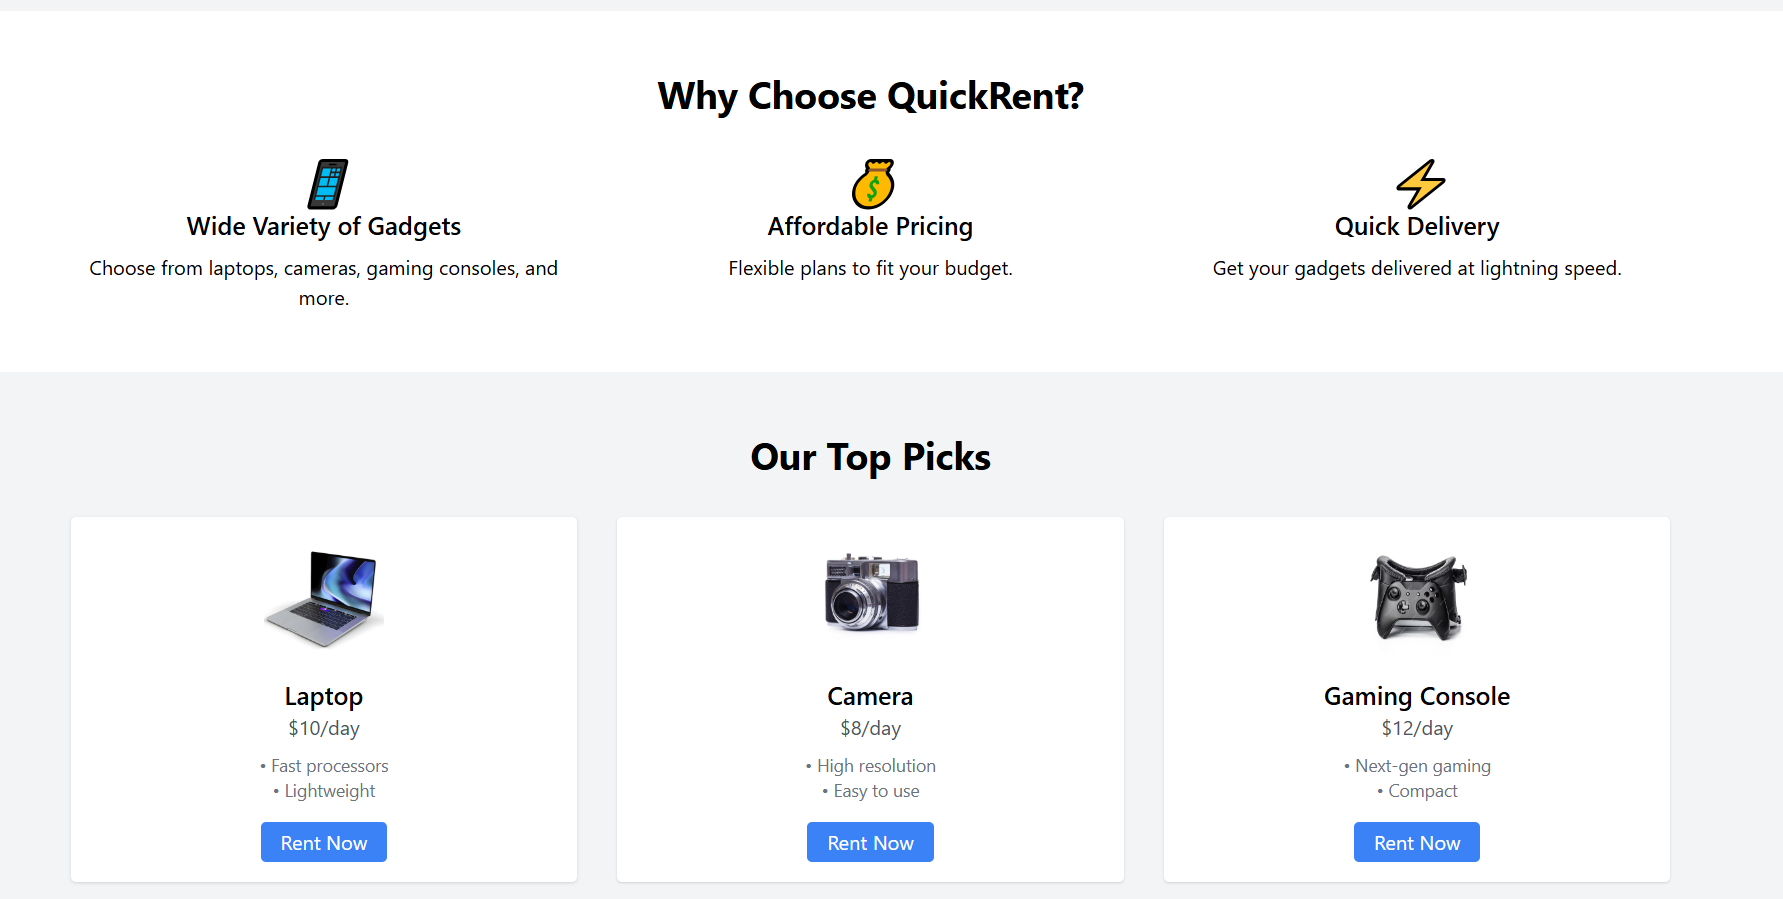 Why Choose QuickRent?
Wide Variety of Gadgets
Choose from laptops, cameras, gaming consoles, and
more.
Affordable Pricing
Flexible plans to fit your budget.
Quick Delivery
Get your gadgets delivered at lightning speed.
Our Top Picks
Laptop
$10/day
• Fast processors
• Lightweight
Rent Now
Camera
$8/day
• High resolution
• Easy to use
Rent Now
Gaming Console
$12/day
• Next-gen gaming
• Compact
Rent Now